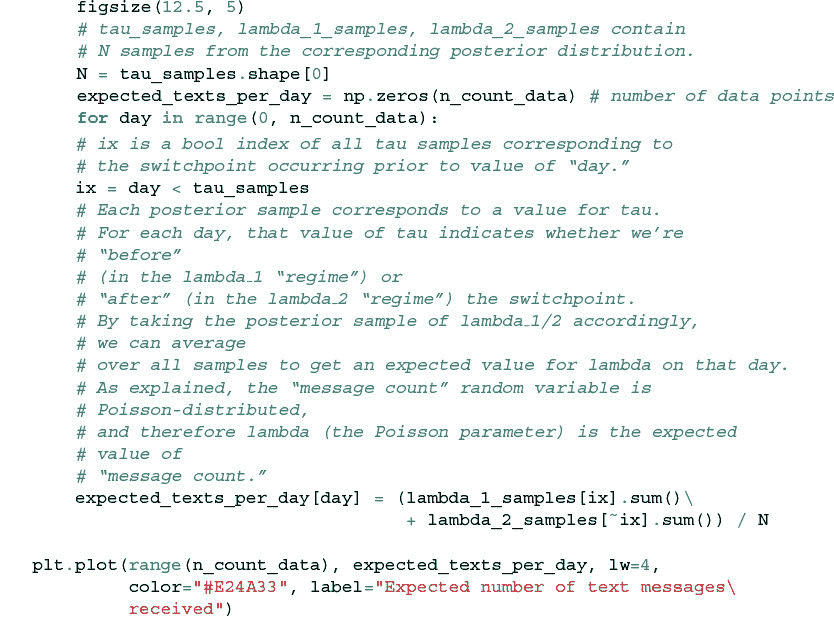 figsize(12.5, 5)
# tau_samples, lambda_1_samples, lambda_2_samples contain
# N samples from the corresponding posterior distribution.
N = tau_samples.shape[0]
expected_texts_per_day = np.zeros(n_count_data) # number of data points
for day in range(0, n_count_data):
# ix is a bool index of all tau samples corresponding to
# the switchpoint occurring prior to value of “day.”
ix = day < tau_samples
# Each posterior sample corresponds to a value for tau.
# For each day, that value of tau indicates whether we’re
# “before”
# (in the lambda_1 “regime”) or
# “after” (in the lambda_2 “regime”) the switchpoint.
# By taking the posterior sample of lambda_1/2 accordingly,
# we can average
# over all samples to get an expected value for lambda on that day.
# As explained, the “message count” random variable is
# Poisson-distributed,
# and therefore lambda (the Poisson parameter) is the expected
# value of
# “message count.”
expected_texts_per_day[day] = (lambda_1_samples[ix].sum()\
+ lambda_2_samples[~ix].sum()) / N
plt.plot(range(n_count_data), expected_texts_per_day, lw=4,
color="#E24A33", label="Expected number of text messages\
received")